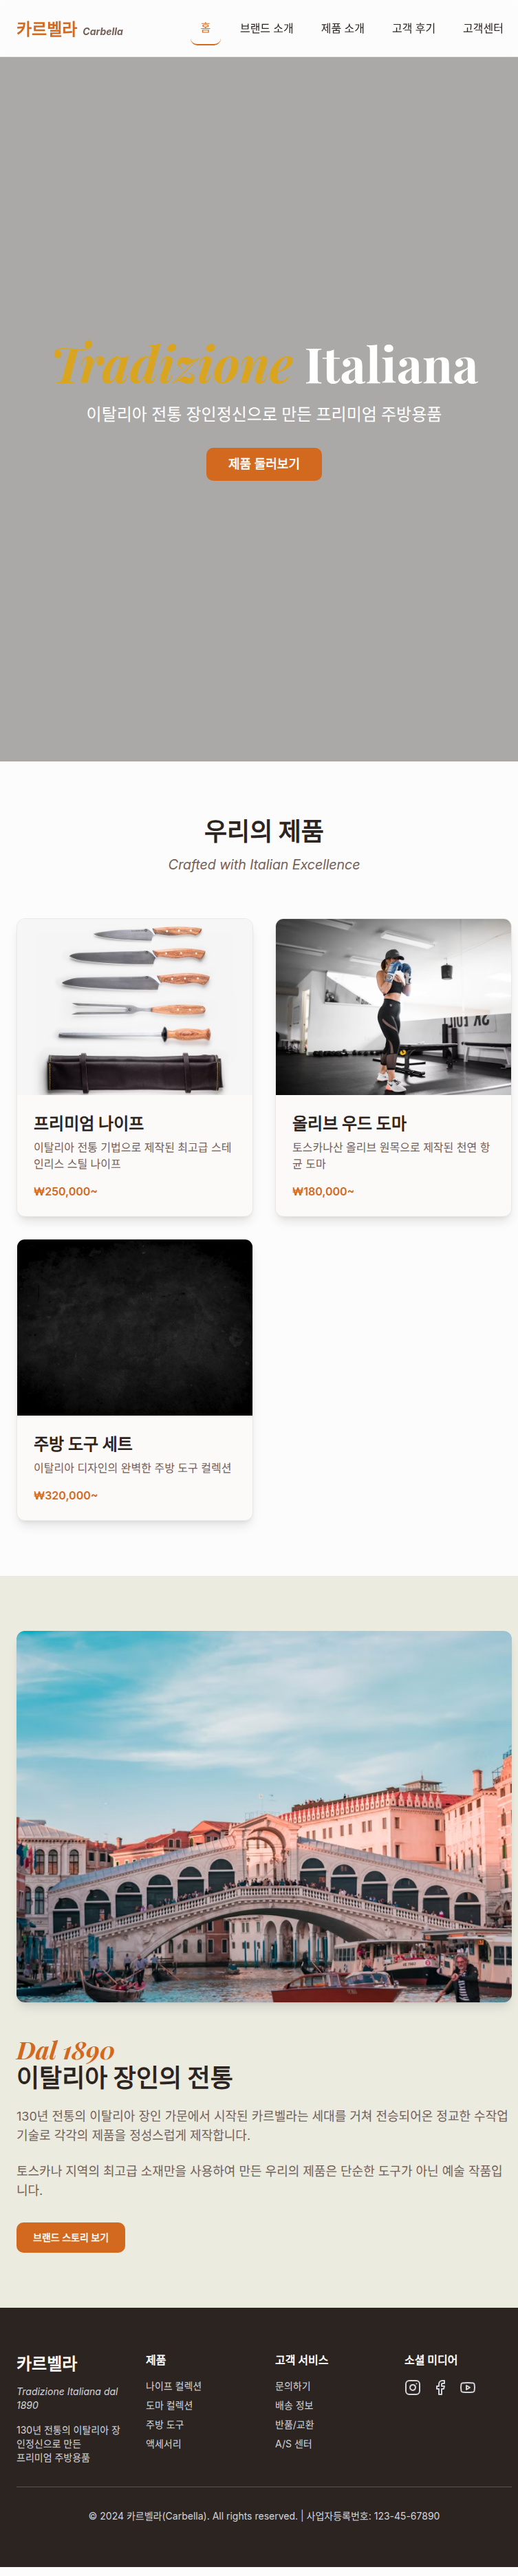 카르벨라 Carbella
홈 브랜드 소개 제품 소개 고객 후기 고객센터
Tradizione Italiana
이탈리아 전통 장인정신으로 만든 프리미엄 주방용품
제품 둘러보기
우리의 제품
Crafted with Italian Excellence
프리미엄 나이프
이탈리아 전통 기법으로 제작된 최고급 스테
인리스 스틸 나이프
₩250,000~
올리브 우드 도마
토스카나산 올리브 원목으로 제작된 천연 항
균 도마
₩180,000~
주방 도구 세트
이탈리아 디자인의 완벽한 주방 도구 컬렉션
₩320,000~
Dal 1890
이탈리아 장인의 전통
130년 전통의 이탈리아 장인 가문에서 시작된 카르벨라는 세대를 거쳐 전승되어온 정교한 수작업
기술로 각각의 제품을 정성스럽게 제작합니다.
토스카나 지역의 최고급 소재만을 사용하여 만든 우리의 제품은 단순한 도구가 아닌 예술 작품입
니다.
브랜드 스토리 보기
카르벨라
Tradizione Italiana dal
1890
130년 전통의 이탈리아 장
인정신으로 만든
프리미엄 주방용품
제품
나이프 컬렉션
도마 컬렉션
주방 도구
액세서리
고객 서비스
문의하기
배송 정보
반품/교환
A/S 센터
소셜 미디어
© 2024 카르벨라(Carbella). All rights reserved. | 사업자등록번호: 123-45-67890